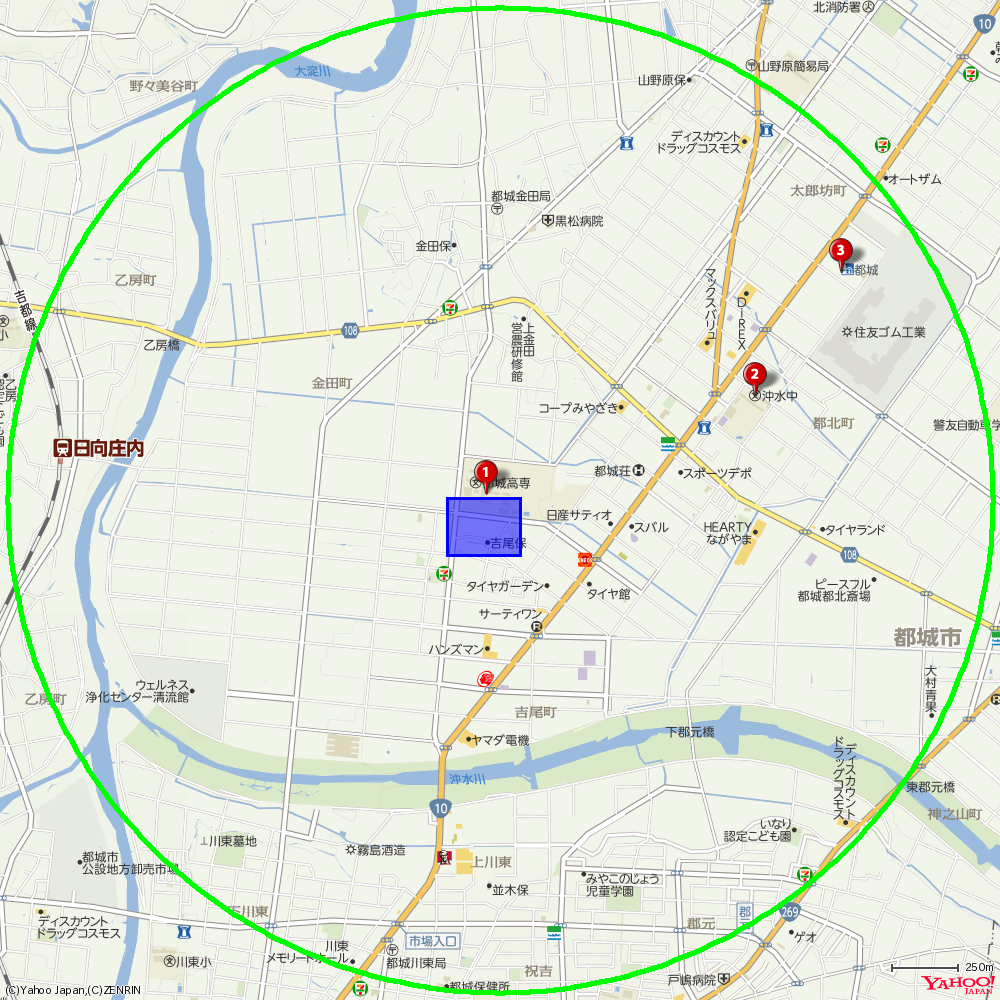 北消防署
10
野々美谷町
大淀川
山野原簡易局
山野原保
ディスカウント
ドラッグコスモス
オートザム
太郎坊町
都城金田局
黒松病院
金田保
3
都城
乙房町
吉都線
マックスバリュ
D-IREX
上金田
営農研修館
108
乙房橋
住友ゴム工業
小
金田町
2
沖水中
コープみやざき
都北町
日向庄内
1
都城高専
都城荘
スポーツデポ
日産サティオ
スバル
HEARTY
ながやま
タイヤランド
吉尾保
108
タイヤガーデン
タイヤ館
ピースフル
都城都北斎場
サーティワン
R
都城市
ハンズマン
大村青果
ウェルネス
浄化センター清流館
乙房町
吉尾町
ヤマダ電機
下郡元橋
沖水川
ディスカウント
ドラッグコスモス
東郡元橋
10
神之山町
いなり
認定こども園
川東墓地
霧島酒造
上川東
都城市
公設地方卸売市場
並木保
みやこのじょう
児童学園
下川東
ディスカウント
ドラッグコスモス
郡元
郡元
269
ゲオ
市場入口
川東
メモリードホール
都城川東局
川東小
祝吉
戸嶋病院
都城保健所
250m
YAHOO!
JAPAN
(C)Yahoo Japan,(C)ZENRIN